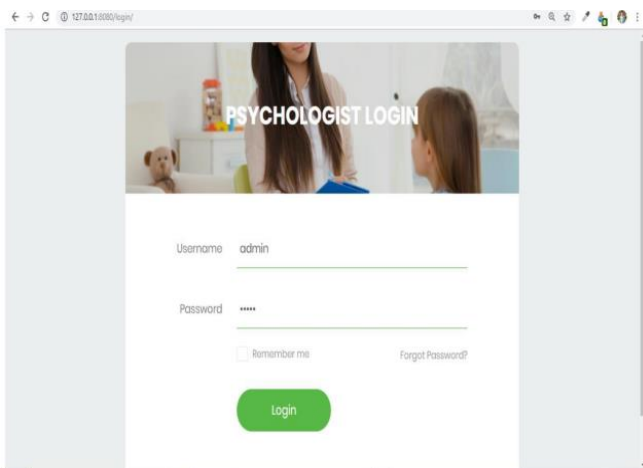 127.0.0.1:8080/login/
PSYCHOLOGIST LOGIN
Username admin
Password •••••
Remember me Forgot Password?
Login